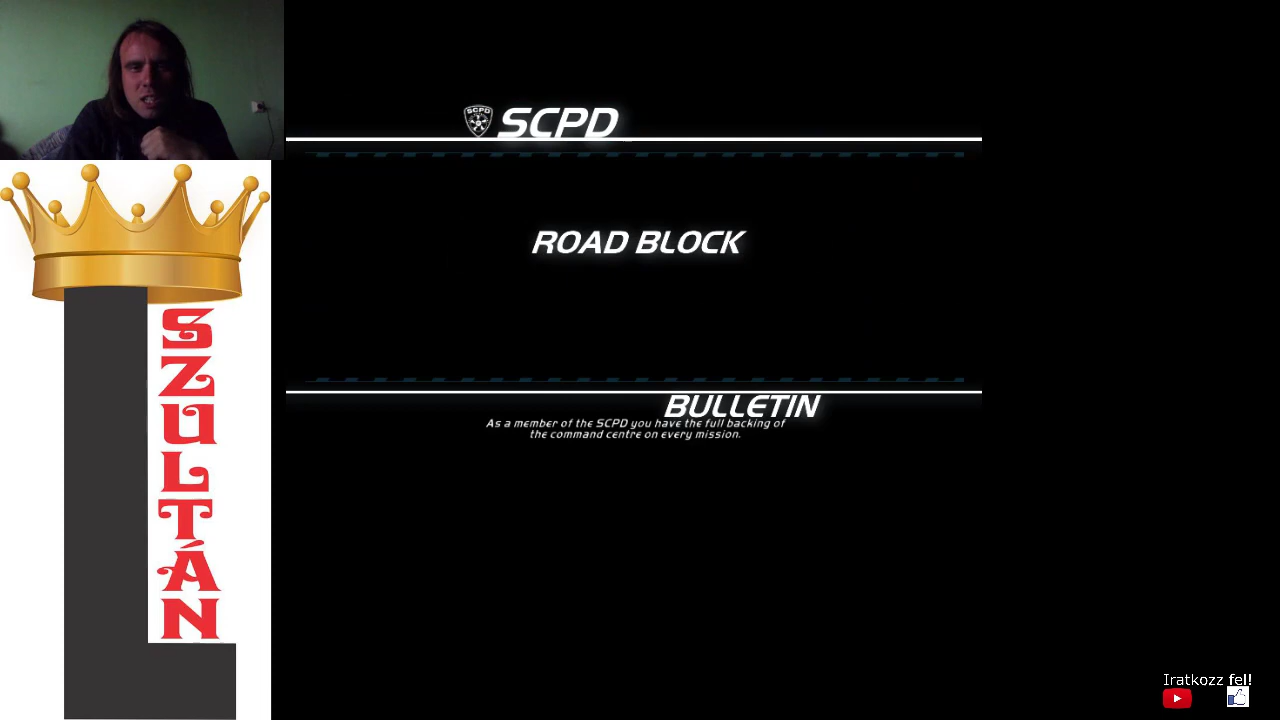 SCPD
SCPD
ROAD BLOCK
BULLETIN
As a member of the SCPD you have the full backing of
the command centre on every mission.
L
SZULTÁN
Iratkozz fel!